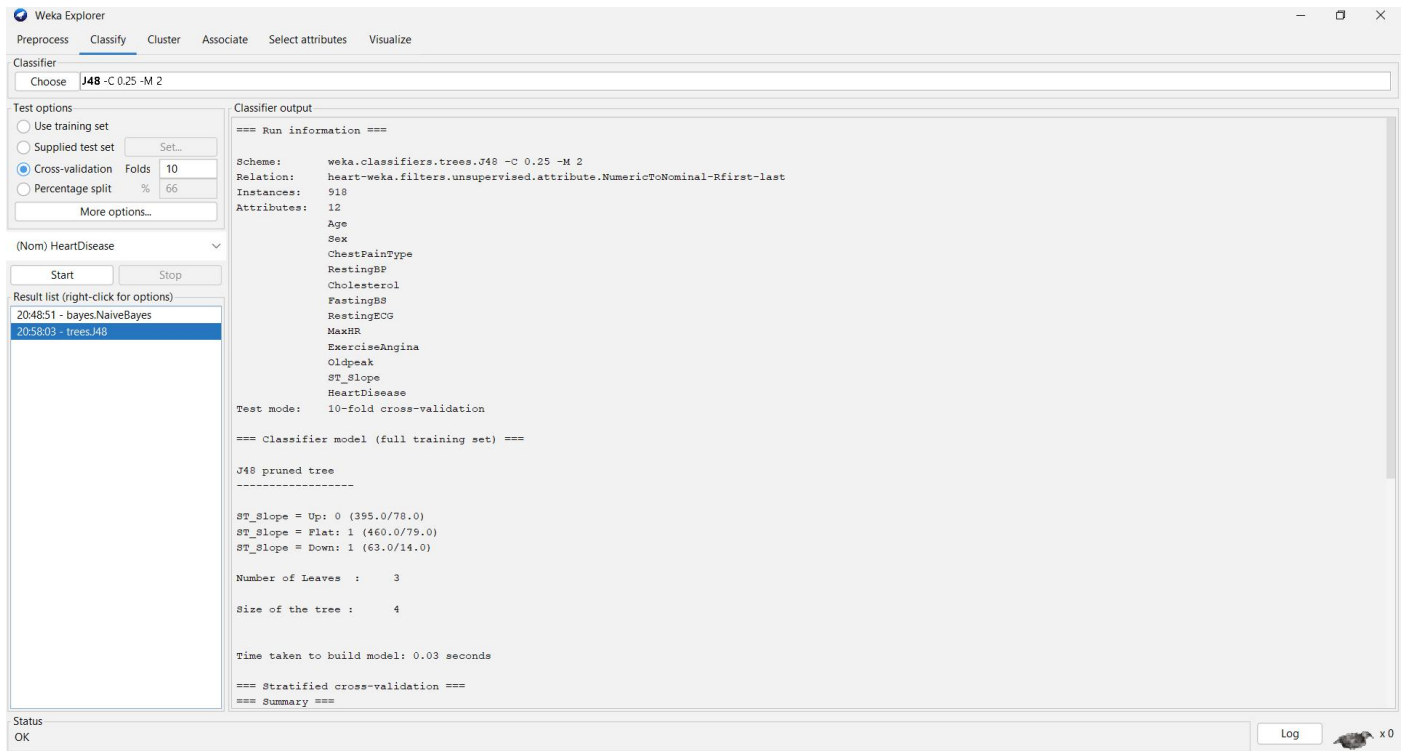 Weka Explorer
Preprocess Classify Cluster Associate Select attributes Visualize
Classifier
Choose J48 -C 0.25 -M 2
Test options
Use training set
Supplied test set Set...
Cross-validation Folds 10
Percentage split % 66
More options...
(Nom) HeartDisease
Start Stop
Result list (right-click for options)
20:48:51 - bayes.NaiveBayes
20:58:03 - trees.J48
Classifier output
=== Run information ===
Scheme: weka.classifiers.trees.J48 -C 0.25 -M 2
Relation: heart-weka.filters.unsupervised.attribute.NumericToNominal-Rfirst-last
Instances: 918
Attributes: 12
Age
Sex
ChestPainType
RestingBP
Cholesterol
FastingBS
RestingECG
MaxHR
ExerciseAngina
Oldpeak
ST_Slope
HeartDisease
Test mode: 10-fold cross-validation
=== Classifier model (full training set) ===
J48 pruned tree
------------------
ST_Slope = Up: 0 (395.0/78.0)
ST_Slope = Flat: 1 (460.0/79.0)
ST_Slope = Down: 1 (63.0/14.0)
Number of Leaves : 3
Size of the tree : 4
Time taken to build model: 0.03 seconds
=== Stratified cross-validation ===
=== Summary ===
Status
OK
Log x 0